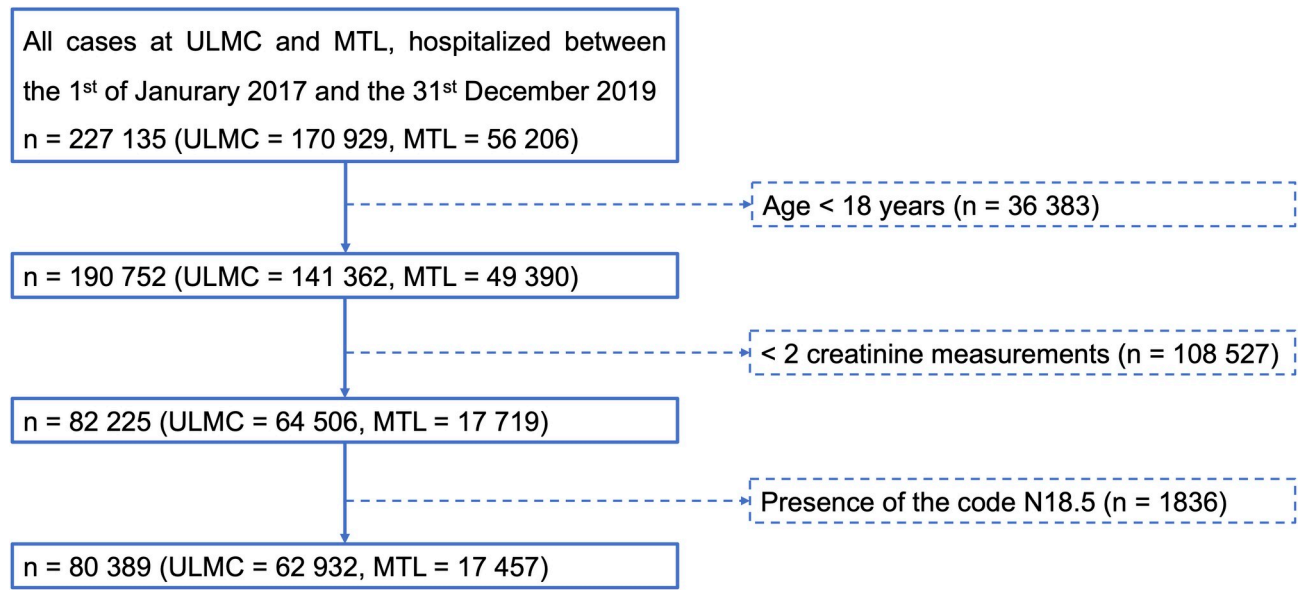 All cases at ULMC and MTL, hospitalized between
the 1st of Janurary 2017 and the 31st December 2019
n = 227 135 (ULMC = 170 929, MTL = 56 206)
Age < 18 years (n = 36 383)
n = 190 752 (ULMC = 141 362, MTL = 49 390)
< 2 creatinine measurements (n = 108 527)
n = 82 225 (ULMC = 64 506, MTL = 17 719)
Presence of the code N18.5 (n = 1836)
n = 80 389 (ULMC = 62 932, MTL = 17 457)